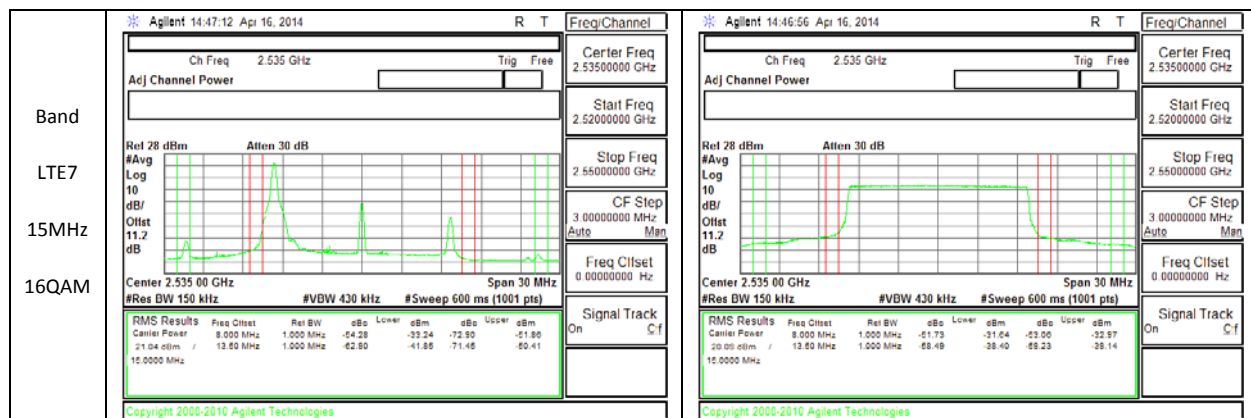 Band
LTE7
15MHz
16QAM
Agilent 14:47:12 Apr 16, 2014 R T
Ch Freq 2.535 GHz Trig Free
Adj Channel Power
Ref 28 dBm Atten 30 dB
#Avg
Log
10
dB/
Offst
11.2
dB
Center 2.535 00 GHz Span 30 MHz
#Res BW 150 kHz #VBW 430 kHz #Sweep 600 ms (1001 pts)
RMS Results Freq Offset Ref BW dBc Lower dBm dBc Upper dBm
Carrier Power 8.000 MHz 1.000 MHz -54.28 -33.24 -72.90 -51.86
21.04 dBm / 13.50 MHz 1.000 MHz -62.90 -41.86 -71.45 -50.41
15.0000 MHz
Copyright 2000-2010 Agilent Technologies
Freq/Channel
Center Freq
2.53500000 GHz
Start Freq
2.52000000 GHz
Stop Freq
2.55000000 GHz
CF Step
3.00000000 MHz
Auto Man
Freq Offset
0.00000000 Hz
Signal Track
On Off
Agilent 14:46:56 Apr 16, 2014 R T
Ch Freq 2.535 GHz Trig Free
Adj Channel Power
Ref 28 dBm Atten 30 dB
#Avg
Log
10
dB/
Offst
11.2
dB
Center 2.535 00 GHz Span 30 MHz
#Res BW 150 kHz #VBW 430 kHz #Sweep 600 ms (1001 pts)
RMS Results Freq Offset Ref BW dBc Lower dBm dBc Upper dBm
Carrier Power 8.000 MHz 1.000 MHz -51.73 -31.64 -53.06 -32.97
20.09 dBm / 13.50 MHz 1.000 MHz -58.49 -38.40 -58.23 -38.14
15.0000 MHz
Copyright 2000-2010 Agilent Technologies
Freq/Channel
Center Freq
2.53500000 GHz
Start Freq
2.52000000 GHz
Stop Freq
2.55000000 GHz
CF Step
3.00000000 MHz
Auto Man
Freq Offset
0.00000000 Hz
Signal Track
On Off